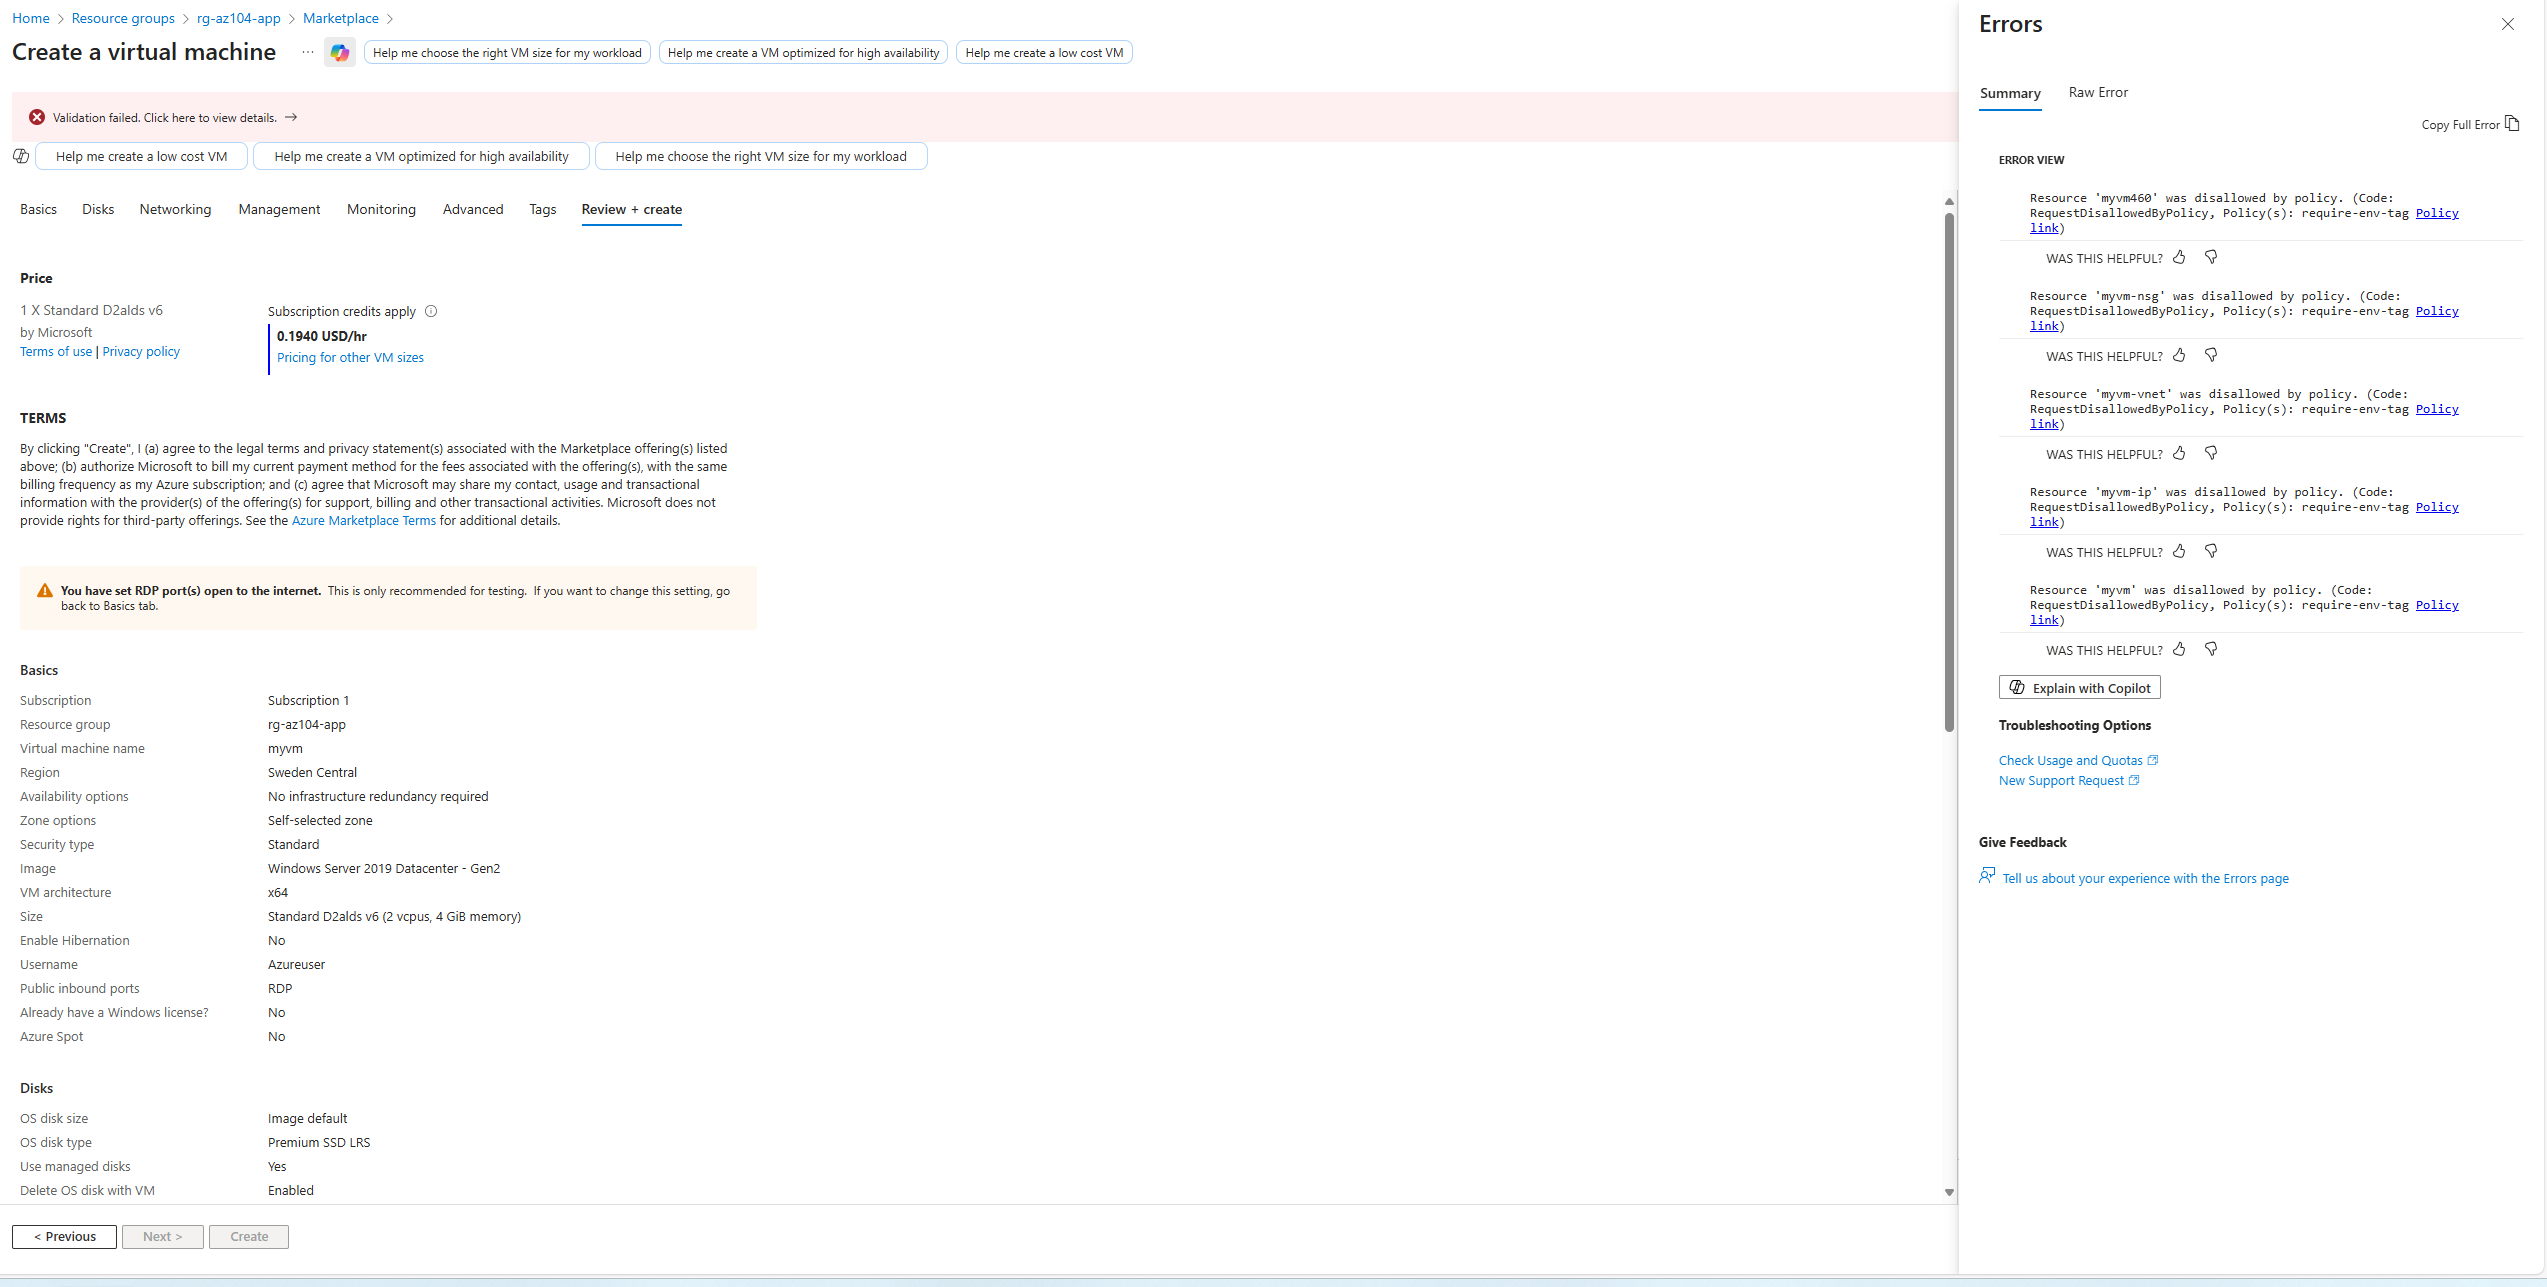 Home > Resource groups > rg-az104-app > Marketplace >
Create a virtual machine ... Help me choose the right VM size for my workload Help me create a VM optimized for high availability Help me create a low cost VM
Validation failed. Click here to view details. →
Help me create a low cost VM Help me create a VM optimized for high availability Help me choose the right VM size for my workload
Basics Disks Networking Management Monitoring Advanced Tags Review + create
Price
1 X Standard D2alds v6
by Microsoft
Terms of use | Privacy policy
Subscription credits apply
0.1940 USD/hr
Pricing for other VM sizes
TERMS
By clicking "Create", I (a) agree to the legal terms and privacy statement(s) associated with the Marketplace offering(s) listed
above; (b) authorize Microsoft to bill my current payment method for the fees associated with the offering(s), with the same
billing frequency as my Azure subscription; and (c) agree that Microsoft may share my contact, usage and transactional
information with the provider(s) of the offering(s) for support, billing and other transactional activities. Microsoft does not
provide rights for third-party offerings. See the Azure Marketplace Terms for additional details.
You have set RDP port(s) open to the internet. This is only recommended for testing. If you want to change this setting, go
back to Basics tab.
Basics
Subscription Subscription 1
Resource group rg-az104-app
Virtual machine name myvm
Region Sweden Central
Availability options No infrastructure redundancy required
Zone options Self-selected zone
Security type Standard
Image Windows Server 2019 Datacenter - Gen2
VM architecture x64
Size Standard D2alds v6 (2 vcpus, 4 GiB memory)
Enable Hibernation No
Username Azureuser
Public inbound ports RDP
Already have a Windows license? No
Azure Spot No
Disks
OS disk size Image default
OS disk type Premium SSD LRS
Use managed disks Yes
Delete OS disk with VM Enabled
< Previous Next > Create
Errors
Summary Raw Error
Copy Full Error
ERROR VIEW
Resource 'myvm460' was disallowed by policy. (Code:
RequestDisallowedByPolicy, Policy(s): require-env-tag Policy
link)
WAS THIS HELPFUL?
Resource 'myvm-nsg' was disallowed by policy. (Code:
RequestDisallowedByPolicy, Policy(s): require-env-tag Policy
link)
WAS THIS HELPFUL?
Resource 'myvm-vnet' was disallowed by policy. (Code:
RequestDisallowedByPolicy, Policy(s): require-env-tag Policy
link)
WAS THIS HELPFUL?
Resource 'myvm-ip' was disallowed by policy. (Code:
RequestDisallowedByPolicy, Policy(s): require-env-tag Policy
link)
WAS THIS HELPFUL?
Resource 'myvm' was disallowed by policy. (Code:
RequestDisallowedByPolicy, Policy(s): require-env-tag Policy
link)
WAS THIS HELPFUL?
Explain with Copilot
Troubleshooting Options
Check Usage and Quotas
New Support Request
Give Feedback
Tell us about your experience with the Errors page